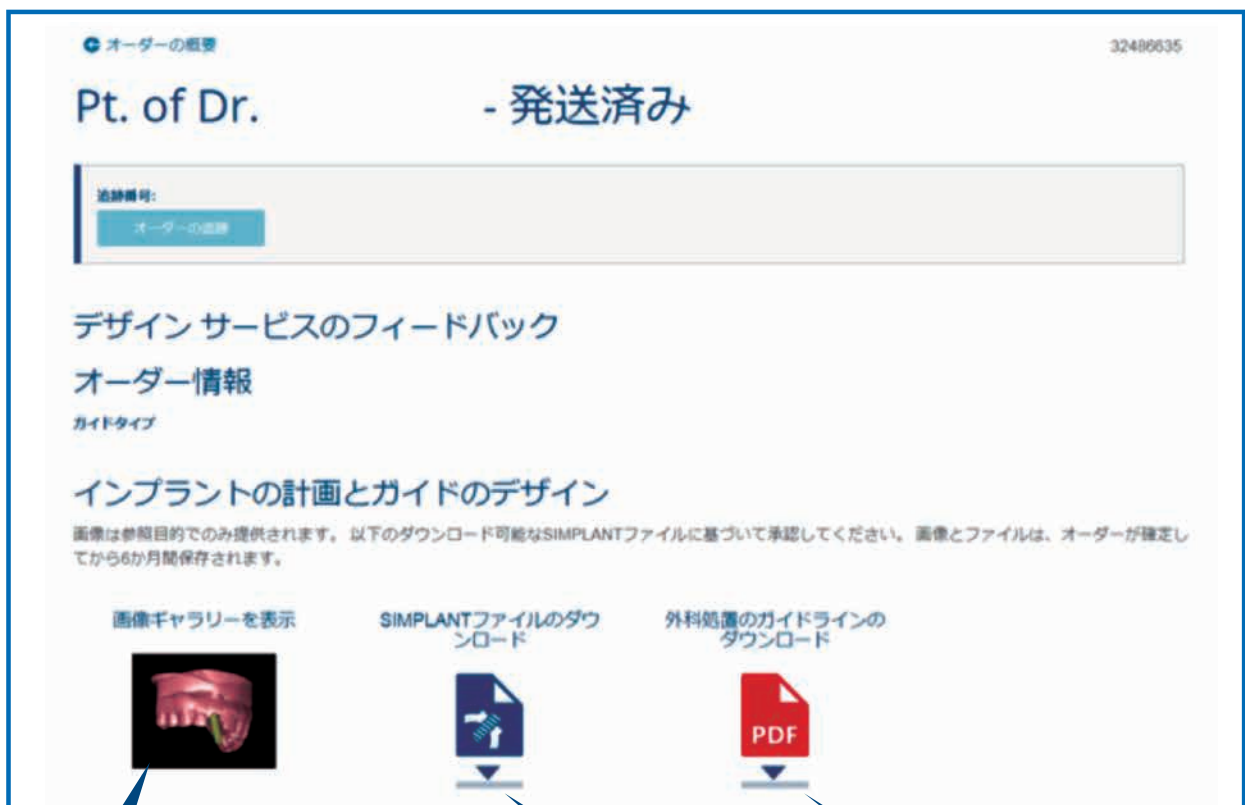 オーダーの概要
32486635
Pt. of Dr. - 発送済み
追跡番号:
オーダーの追跡
デザイン サービスのフィードバック
オーダー情報
ガイドタイプ
インプラントの計画とガイドのデザイン
画像は参照目的でのみ提供されます。 以下のダウンロード可能なSIMPLANTファイルに基づいて承認してください。 画像とファイルは、オーダーが確定し
てから6か月間保存されます。
画像ギャラリーを表示
SIMPLANTファイルのダウ
ンロード
外科処置のガイドラインの
ダウンロード
PDF